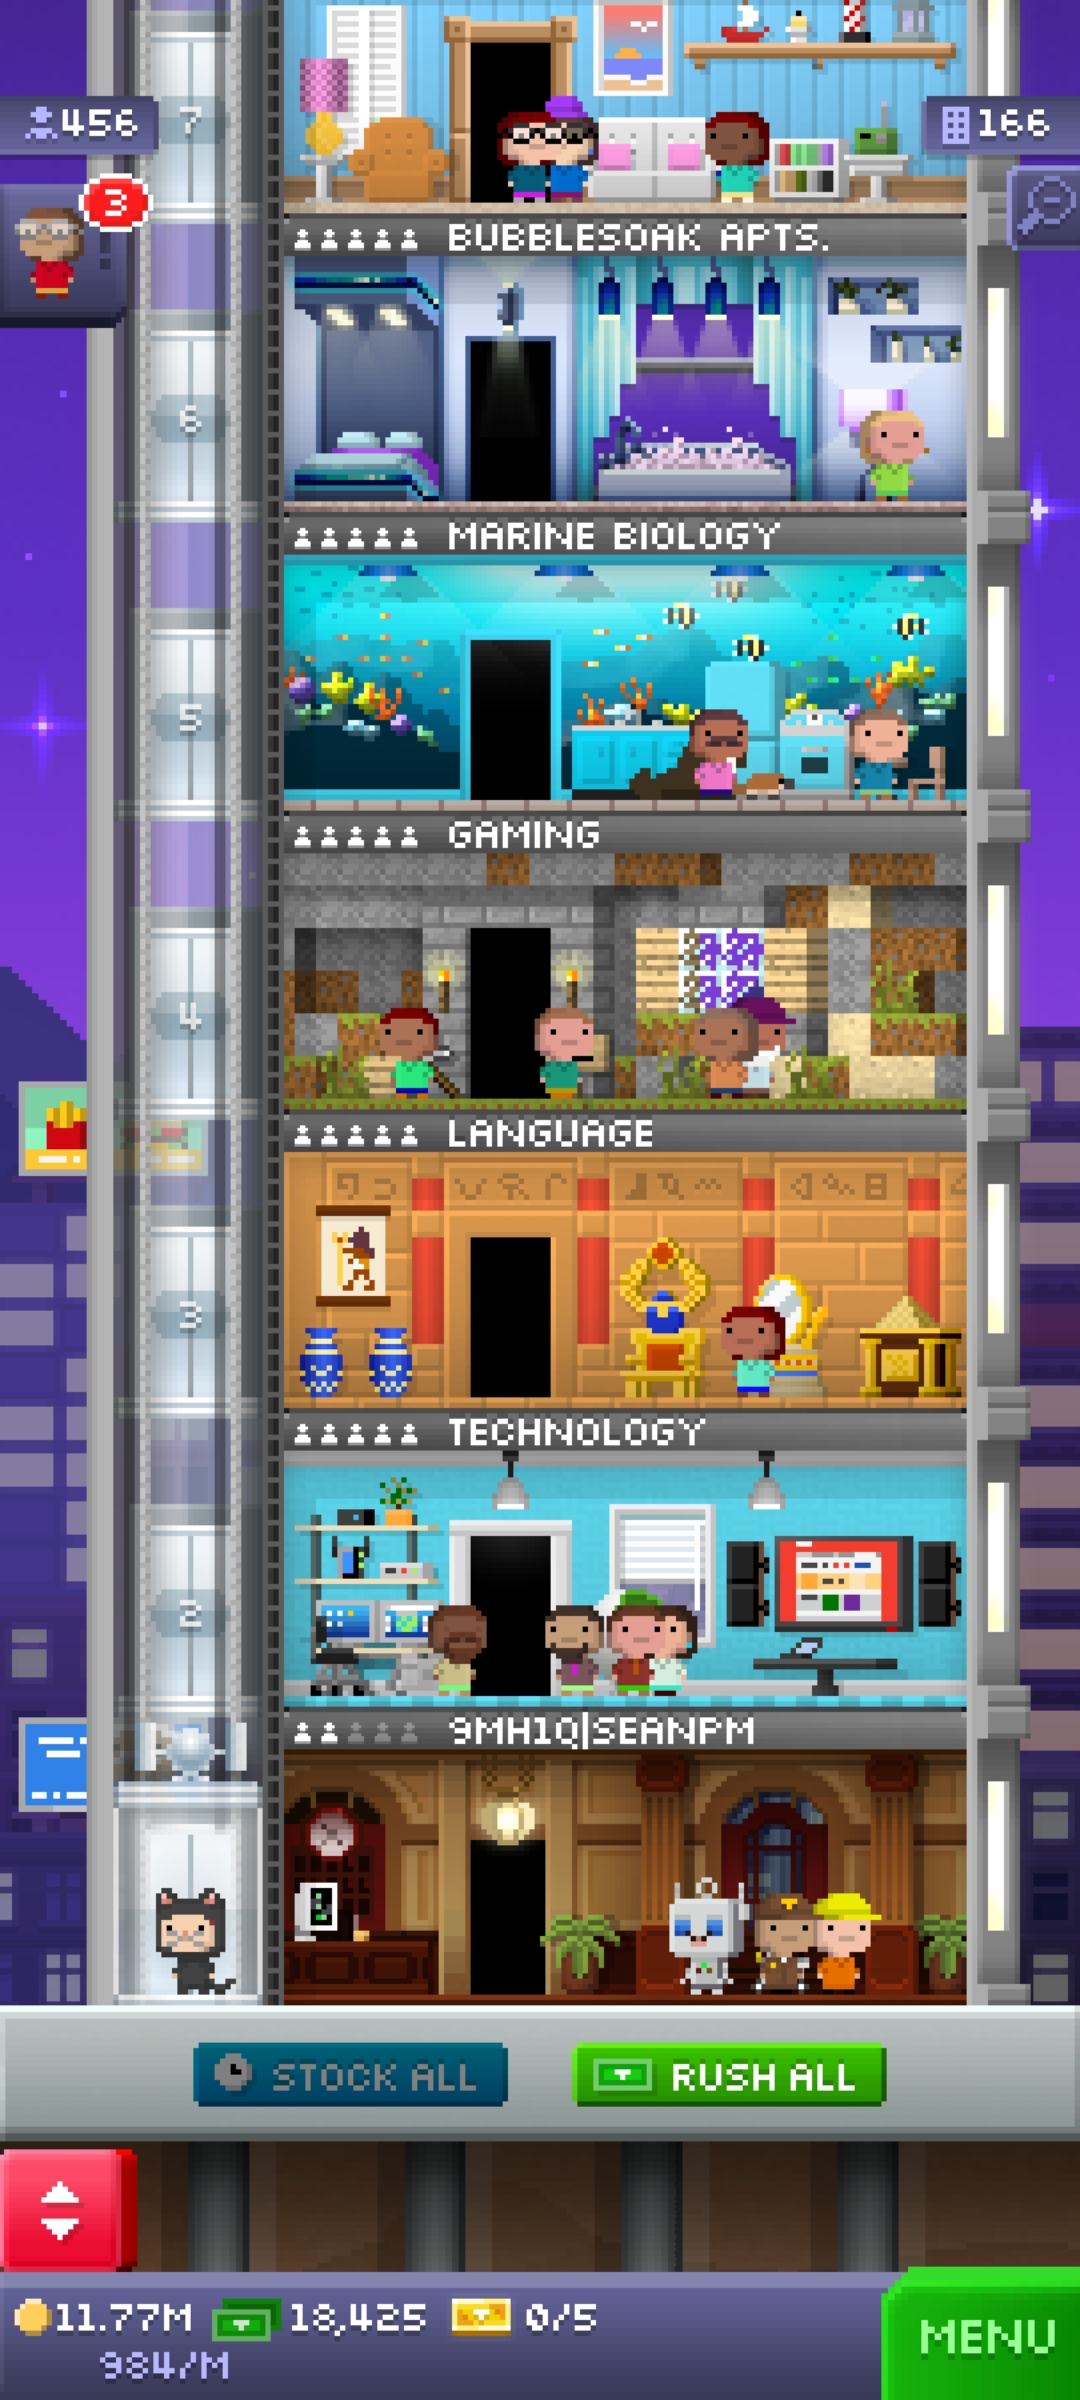 7
456
166
3
BUBBLESOAK APTS.
6
MARINE BIOLOGY
5
GAMING
4
LANGUAGE
3
TECHNOLOGY
2
9MH1Q|SEANPM
STOCK ALL
RUSH ALL
11.77M
18,425
0/5
984/M
MENU